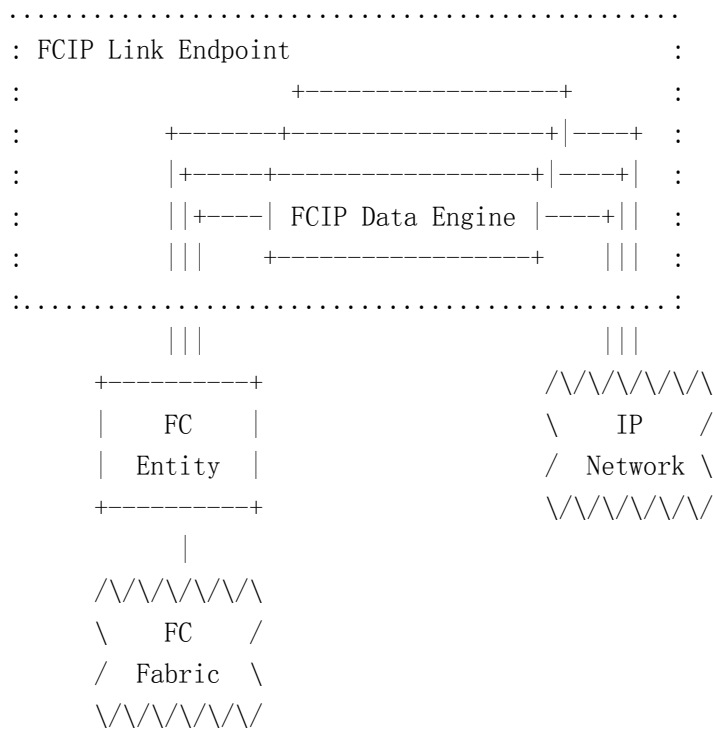 FCIP Link Endpoint
FCIP Data Engine
FC
Entity
IP
Network
FC
Fabric